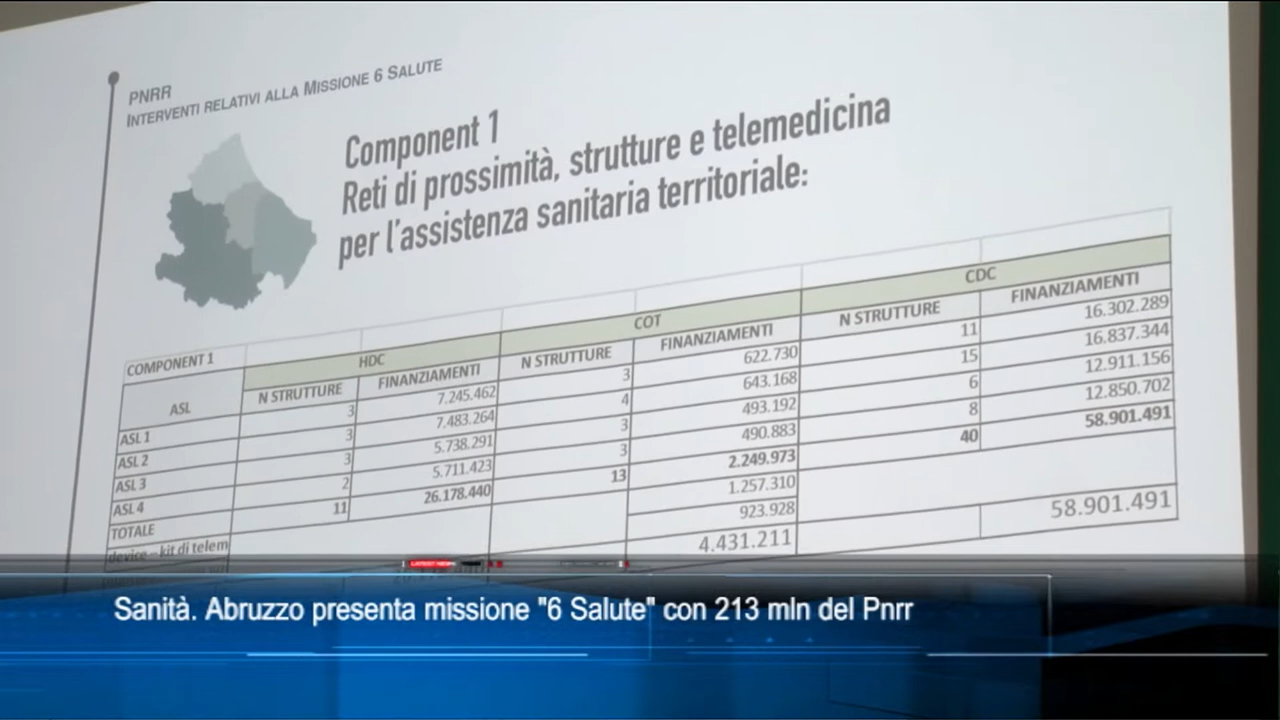 PNRR
INTERVENTI RELATIVI ALLA MISSIONE 6 SALUTE
Component 1
Reti di prossimità, strutture e telemedicina
per l'assistenza sanitaria territoriale:
COMPONENT 1 HDC COT CDC
ASL N STRUTTURE FINANZIAMENTI N STRUTTURE FINANZIAMENTI N STRUTTURE FINANZIAMENTI
ASL 1 3 7.245.462 3 622.730 11 16.302.289
ASL 2 3 7.483.264 4 643.168 15 16.837.344
ASL 3 3 5.738.291 3 493.192 6 12.911.156
ASL 4 2 5.711.423 3 490.883 8 12.850.702
TOTALE 11 26.178.440 13 2.249.973 40 58.901.491
device – kit di telem 1.257.310
923.928
4.431.211 58.901.491
LATEST NEWS
Sanità. Abruzzo presenta missione "6 Salute" con 213 mln del Pnrr